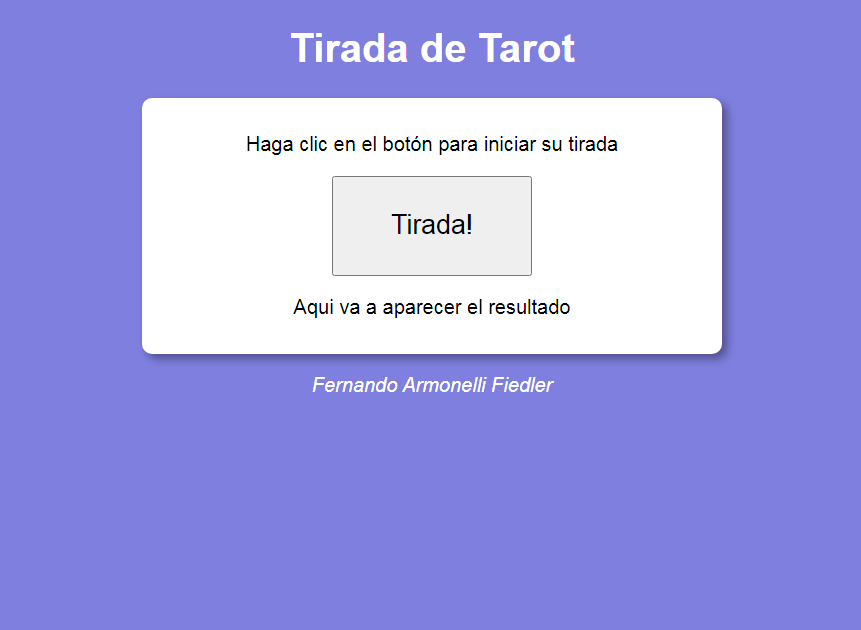 Tirada de Tarot
Haga clic en el botón para iniciar su tirada
Tirada!
Aqui va a aparecer el resultado
Fernando Armonelli Fiedler